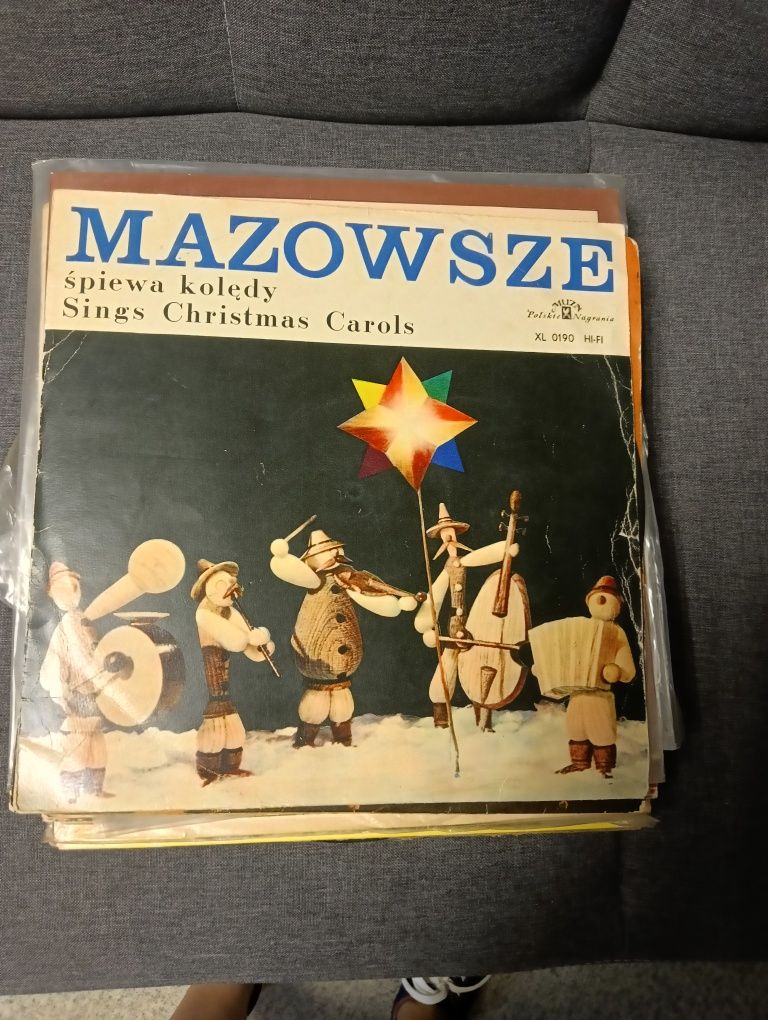 MAZOWSZE
śpiewa kolędy
Sings Christmas Carols
MUZA
Polskie Nagrania
XL 0190 HI-FI